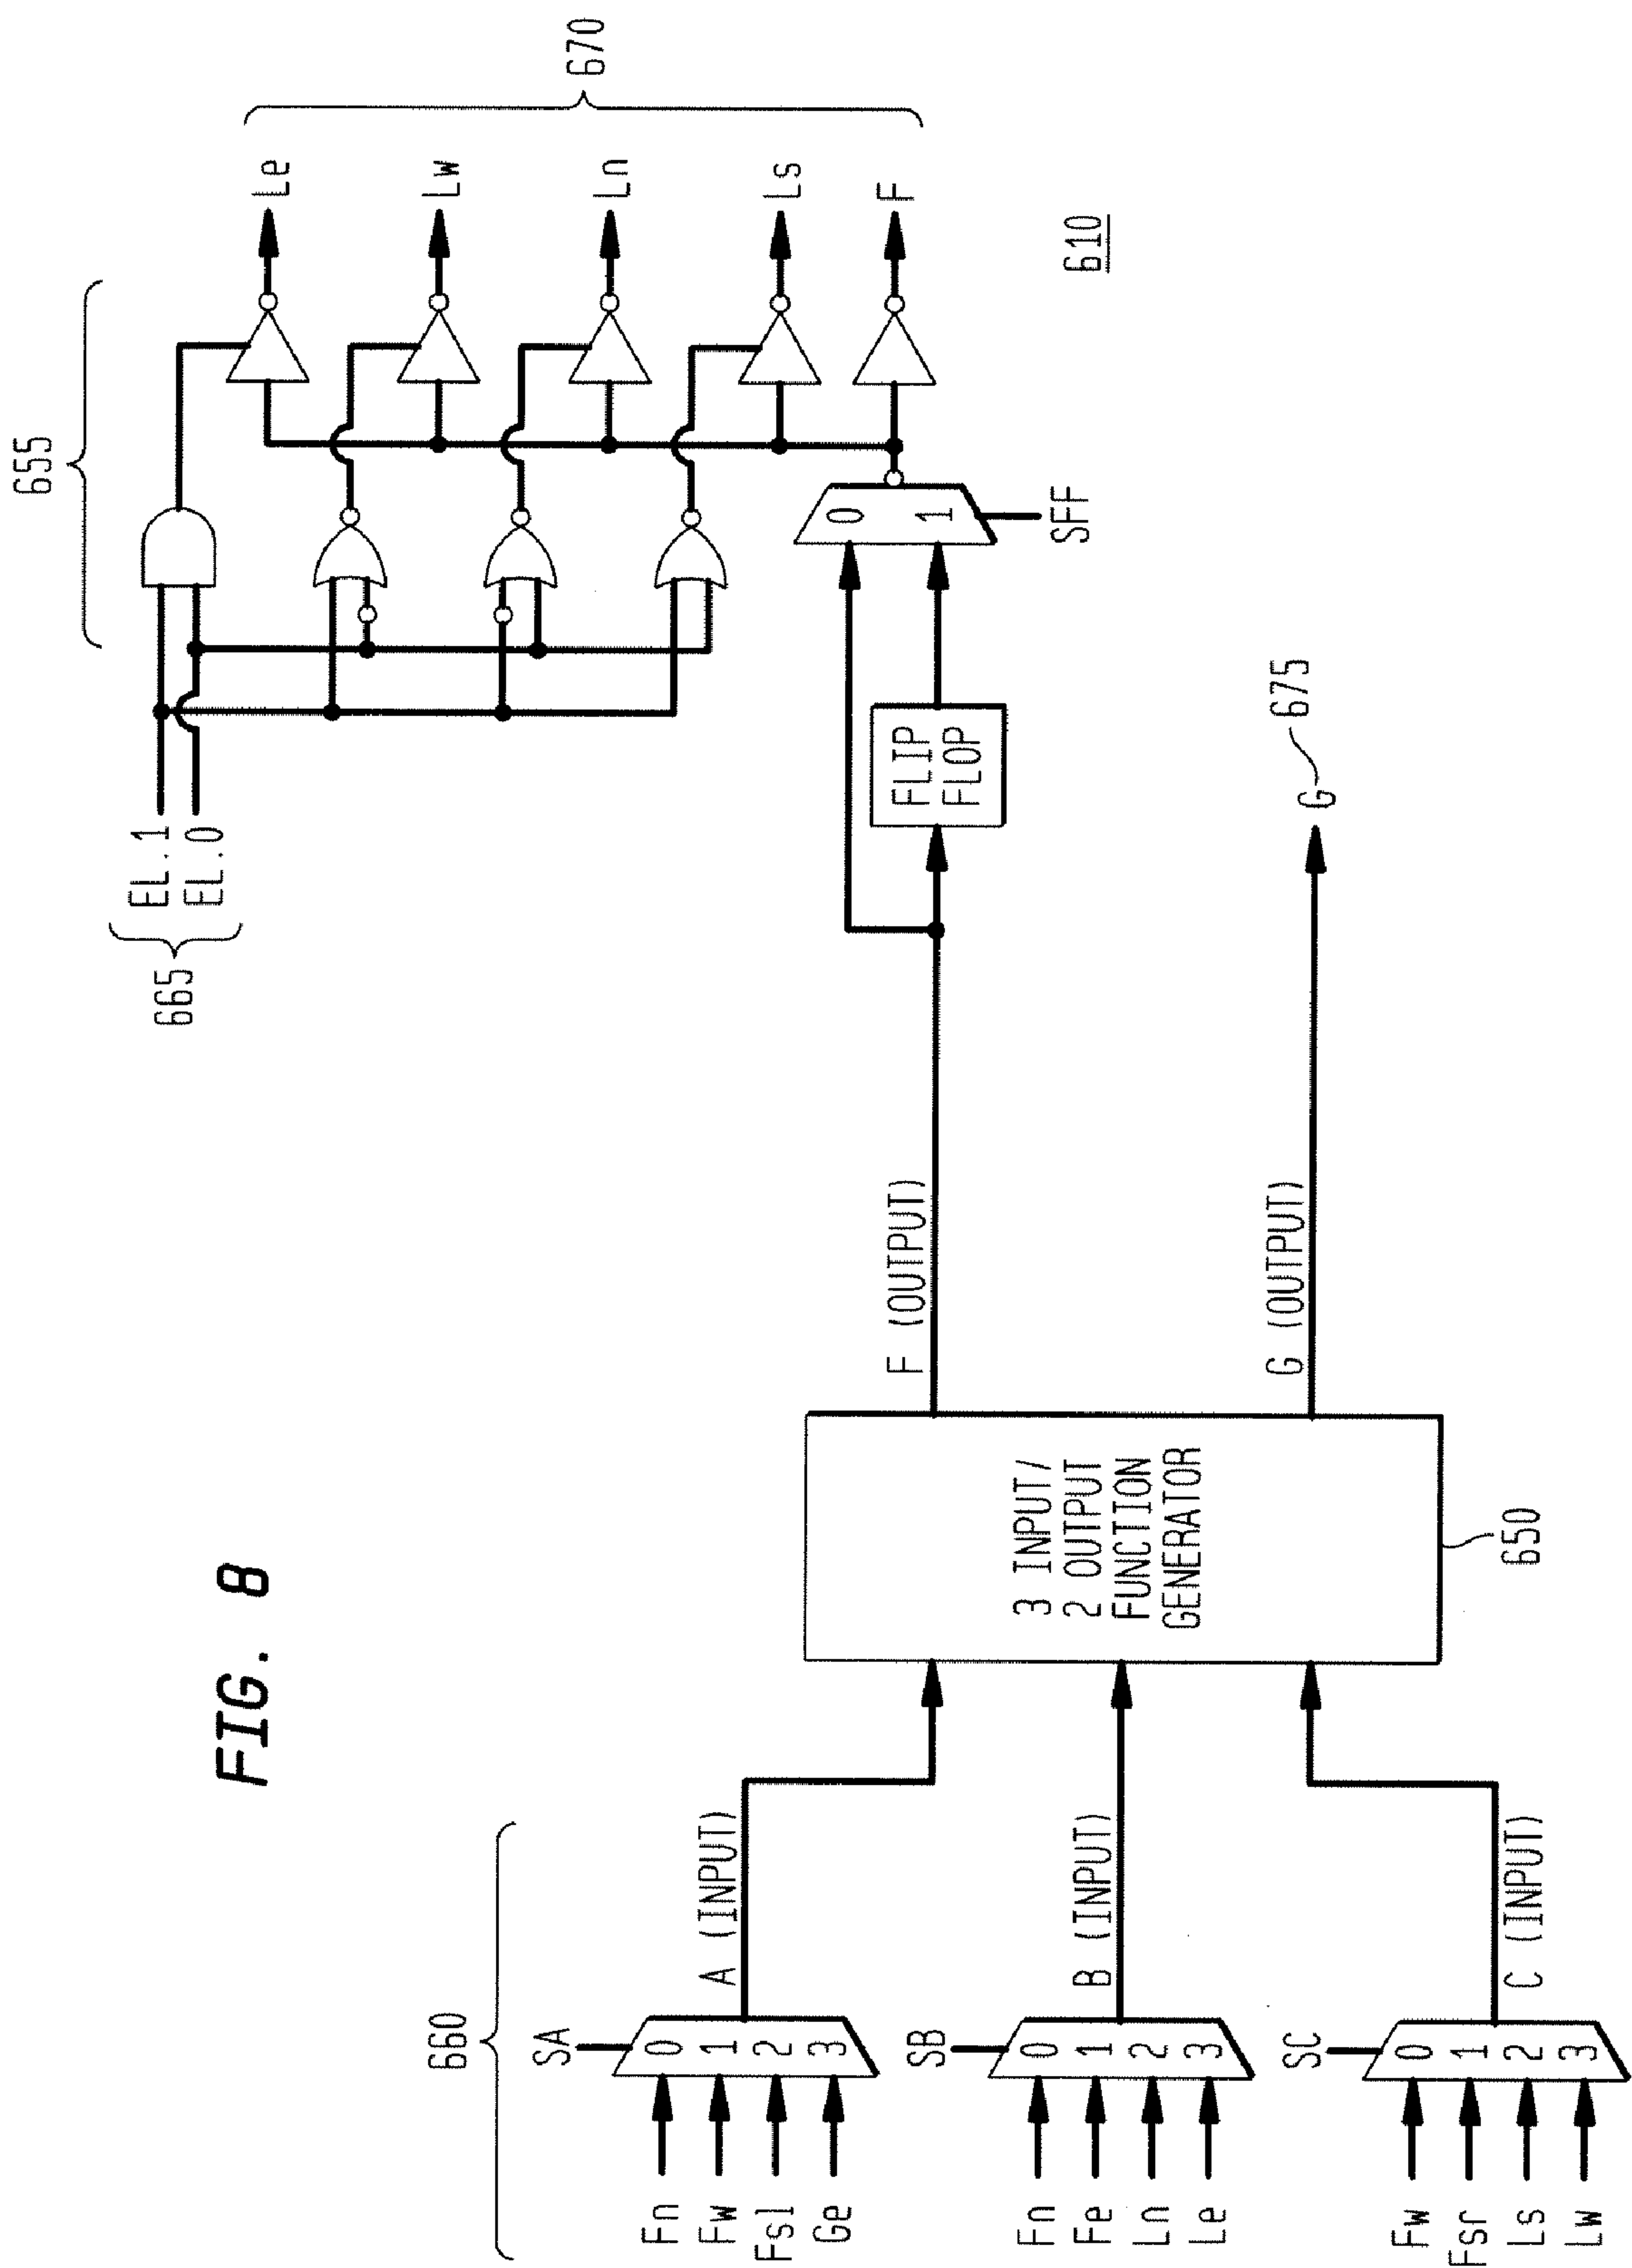 FIG. 8
660
SA
Fn
Fw
Fsl
Ge
0
1
2
3
A (INPUT)
SB
Fn
Fe
Ln
Le
0
1
2
3
B (INPUT)
SC
Fw
Fsr
Ls
Lw
0
1
2
3
C (INPUT)
3 INPUT/
2 OUTPUT
FUNCTION
GENERATOR
650
F (OUTPUT)
G (OUTPUT)
G
675
FLIP
FLOP
0
1
SFF
665
EL.1
EL.0
655
Le
Lw
Ln
Ls
F
670
610